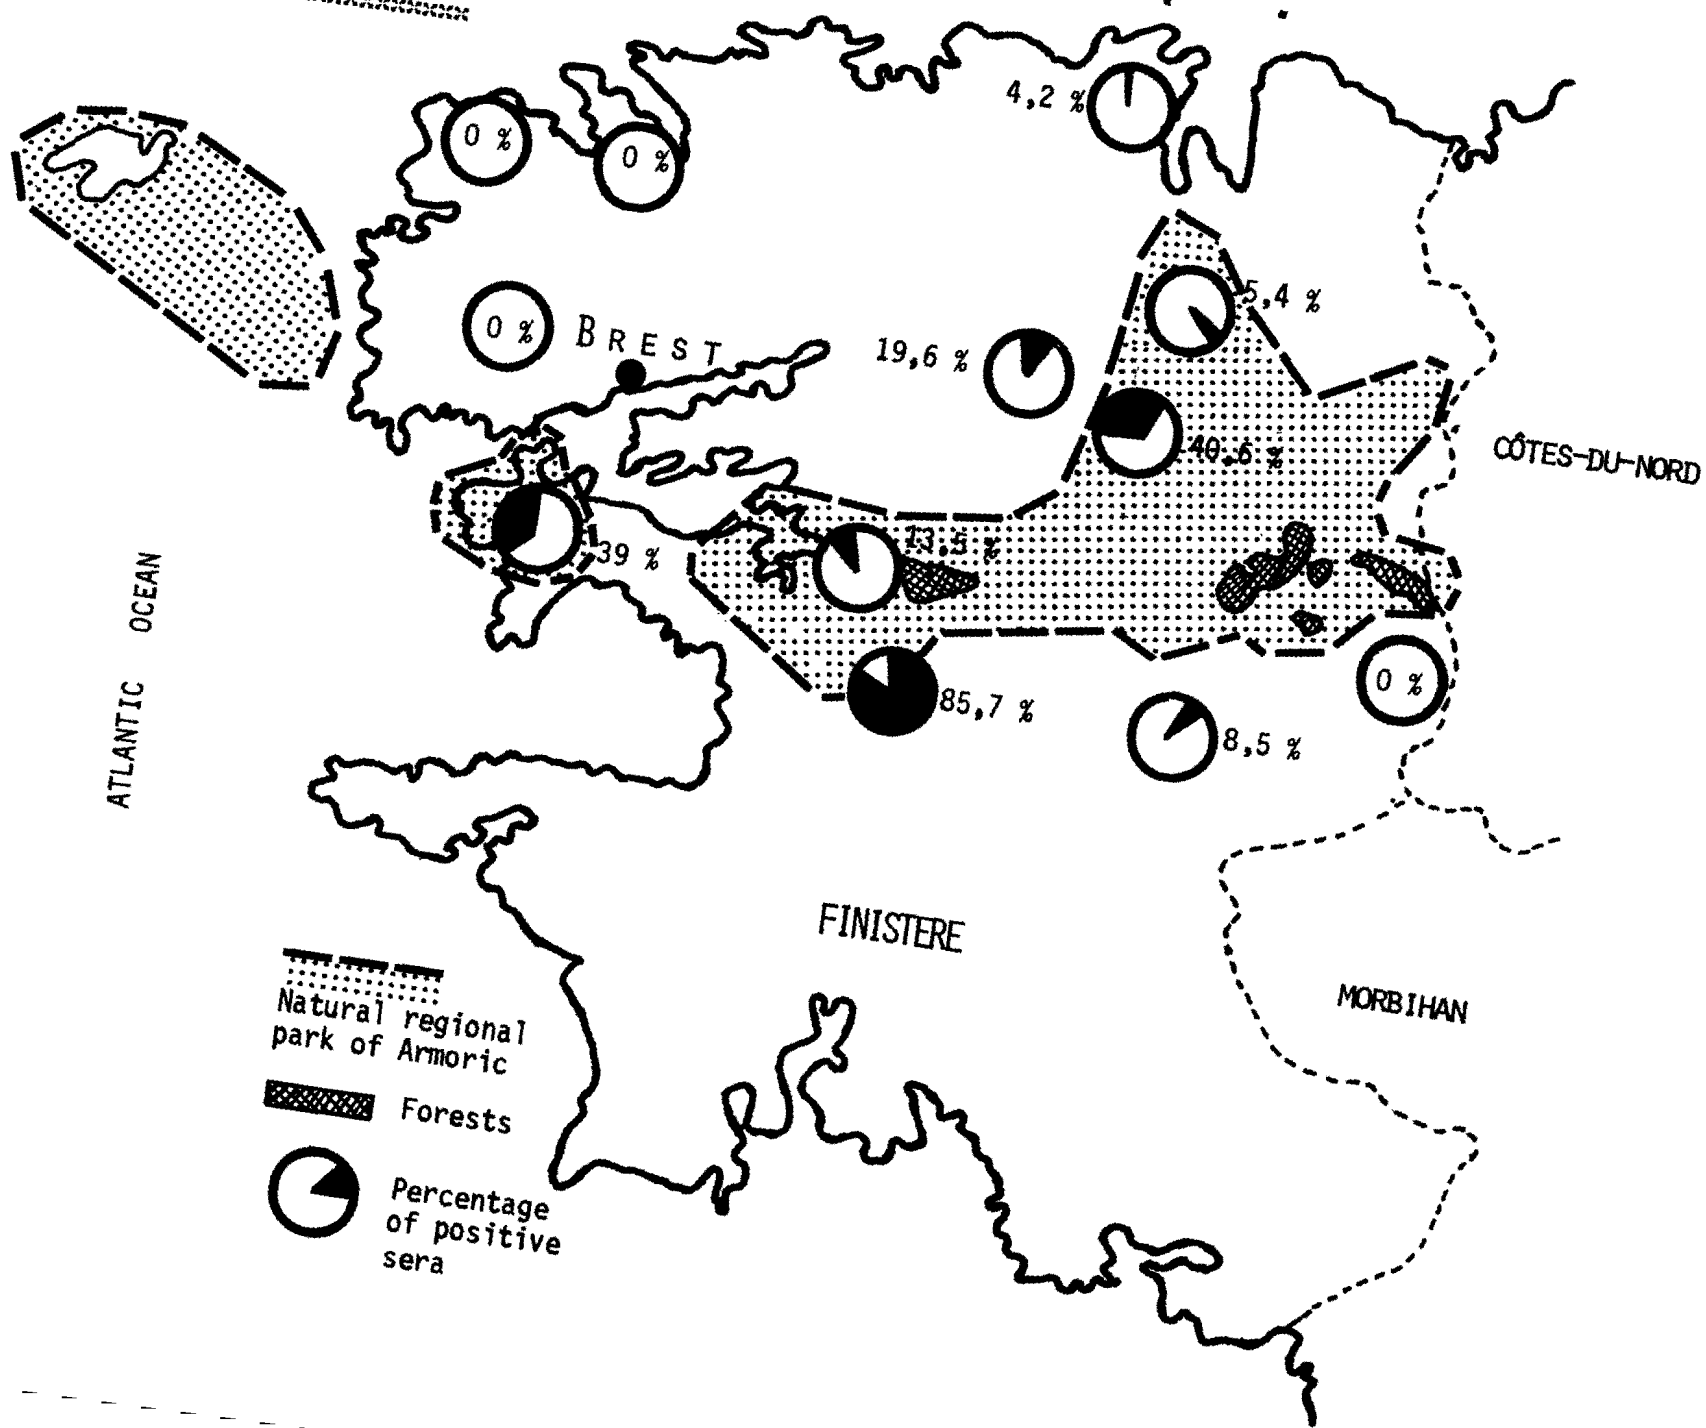 4,2 %
0 %
0 %
5,4 %
0 %
BREST
19,6 %
40,6 %
CÔTES-DU-NORD
13,5 %
39 %
ATLANTIC OCEAN
0 %
85,7 %
8,5 %
FINISTERE
Natural regional
park of Armoric
MORBIHAN
Forests
Percentage
of positive
sera